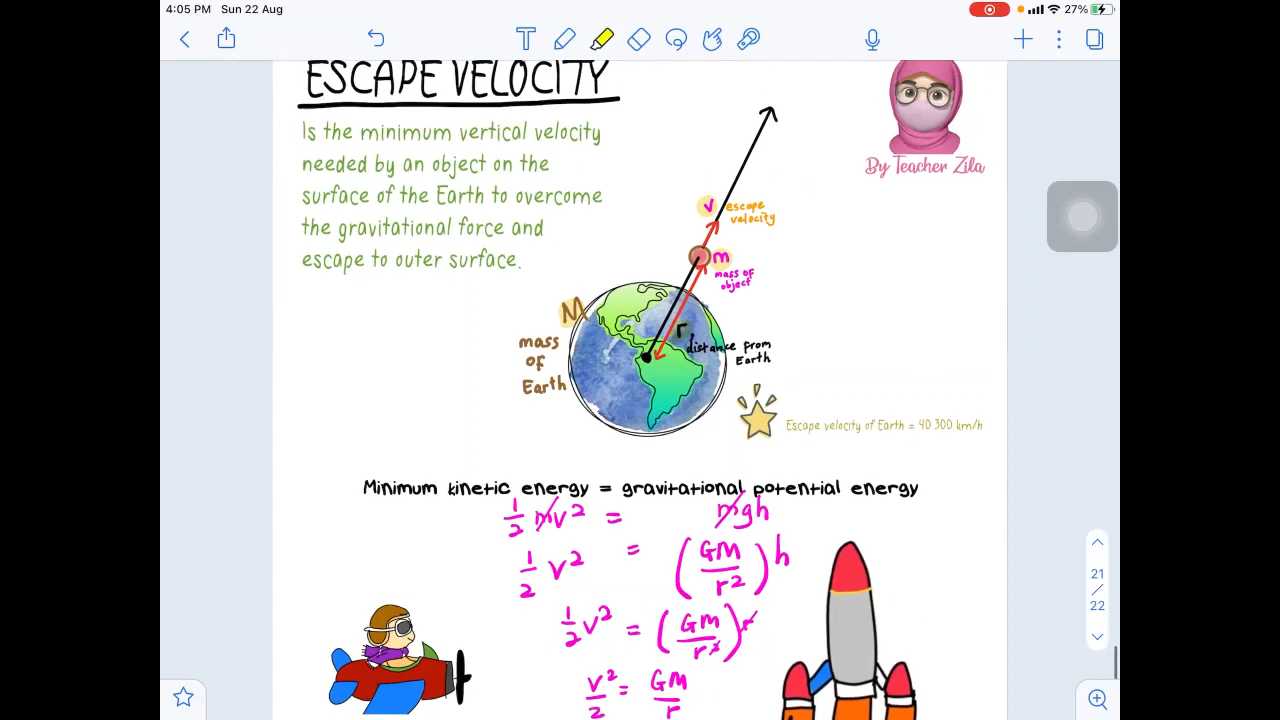 4:05 PM Sun 22 Aug
27%
ESCAPE VELOCITY
Is the minimum vertical velocity
needed by an object on the
surface of the Earth to overcome
the gravitational force and
escape to outer surface.
By Teacher Zila
v escape
velocity
m
mass of
object
M
mass
of
Earth
r
distance from
Earth
Escape velocity of Earth = 40 300 km/h
Minimum kinetic energy = gravitational potential energy
1/2 mv² = mgh
1/2 v² = (GM/r²) h
1/2 v² = (GM/r²) r
v²/2 = GM/r
21
/
22